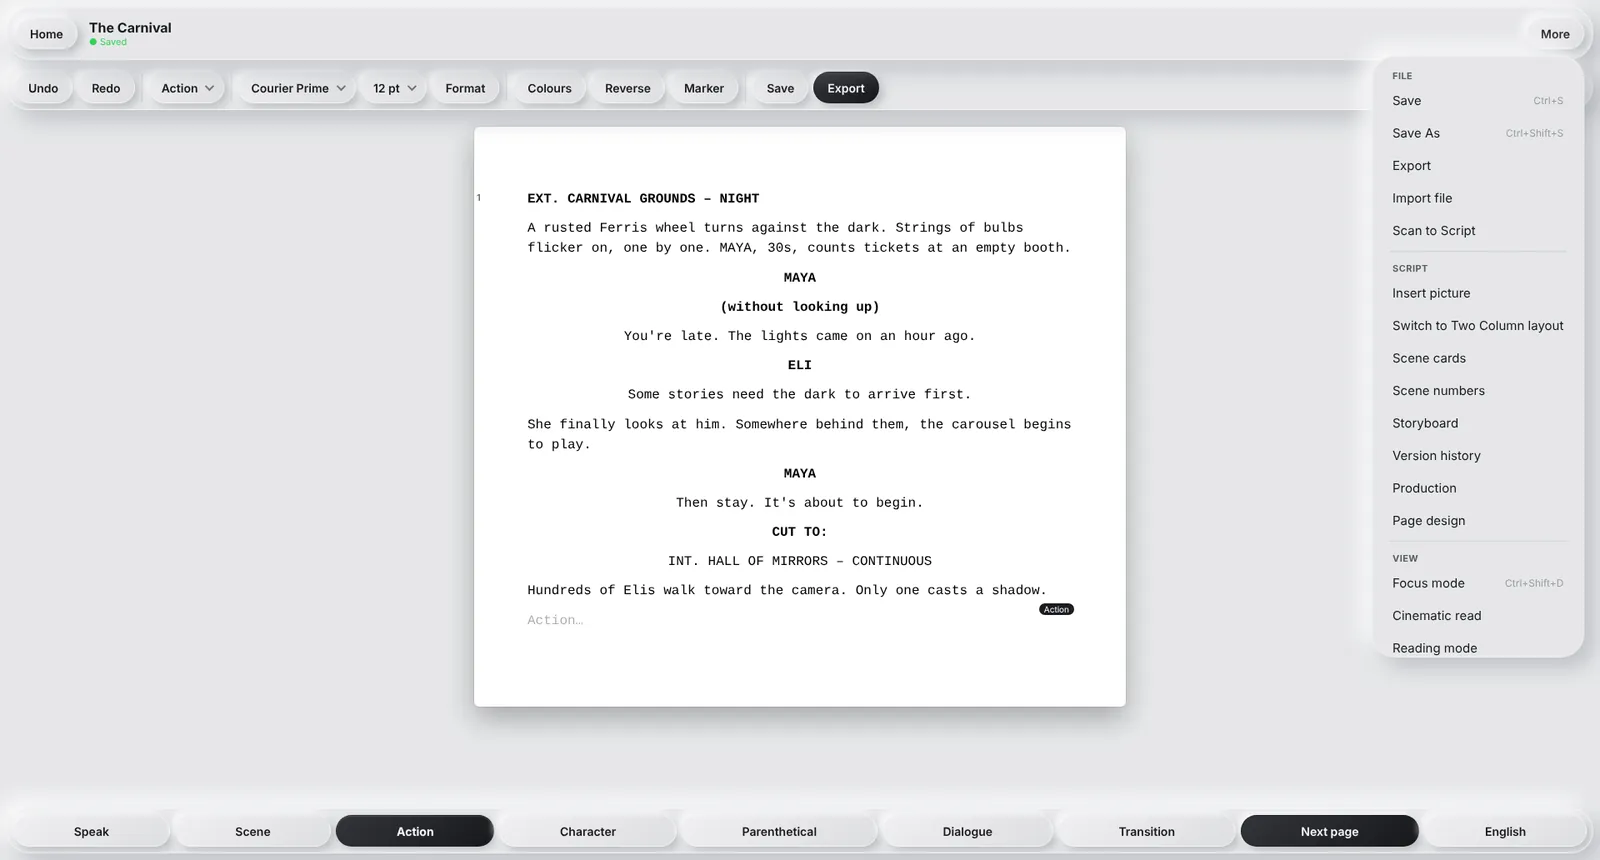 Home
The Carnival
Saved
More
Undo
Redo
Action
Courier Prime
12 pt
Format
Colours
Reverse
Marker
Save
Export
1
EXT. CARNIVAL GROUNDS – NIGHT
A rusted Ferris wheel turns against the dark. Strings of bulbs
flicker on, one by one. MAYA, 30s, counts tickets at an empty booth.
MAYA
(without looking up)
You're late. The lights came on an hour ago.
ELI
Some stories need the dark to arrive first.
She finally looks at him. Somewhere behind them, the carousel begins
to play.
MAYA
Then stay. It's about to begin.
CUT TO:
INT. HALL OF MIRRORS – CONTINUOUS
Hundreds of Elis walk toward the camera. Only one casts a shadow.
Action
Action…
FILE
Save Ctrl+S
Save As Ctrl+Shift+S
Export
Import file
Scan to Script
SCRIPT
Insert picture
Switch to Two Column layout
Scene cards
Scene numbers
Storyboard
Version history
Production
Page design
VIEW
Focus mode Ctrl+Shift+D
Cinematic read
Reading mode
Speak
Scene
Action
Character
Parenthetical
Dialogue
Transition
Next page
English